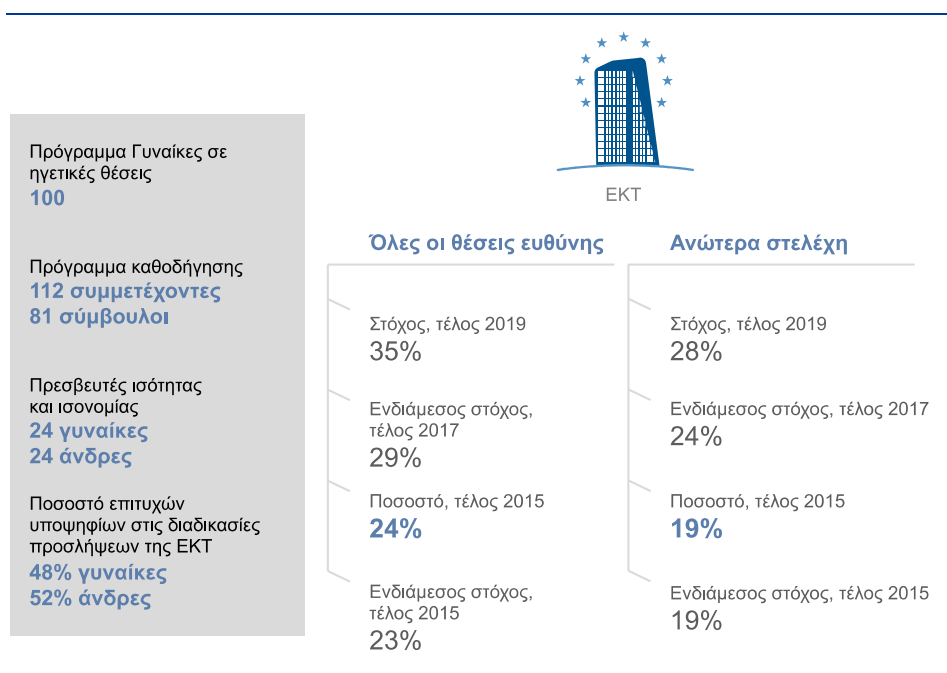 Πρόγραμμα Γυναίκες σε
ηγετικές θέσεις
100
Πρόγραμμα καθοδήγησης
112 συμμετέχοντες
81 σύμβουλοι
Πρεσβευτές ισότητας
και ισονομίας
24 γυναίκες
24 άνδρες
Ποσοστό επιτυχών
υποψηφίων στις διαδικασίες
προσλήψεων της ΕΚΤ
48% γυναίκες
52% άνδρες
ΕΚΤ
Όλες οι θέσεις ευθύνης
Στόχος, τέλος 2019
35%
Ενδιάμεσος στόχος,
τέλος 2017
29%
Ποσοστό, τέλος 2015
24%
Ενδιάμεσος στόχος,
τέλος 2015
23%
Ανώτερα στελέχη
Στόχος, τέλος 2019
28%
Ενδιάμεσος στόχος, τέλος 2017
24%
Ποσοστό, τέλος 2015
19%
Ενδιάμεσος στόχος, τέλος 2015
19%